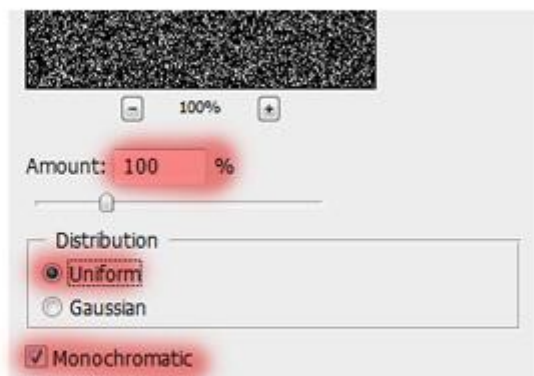 - 100% +
Amount: 100 %
Distribution
Uniform
Gaussian
Monochromatic